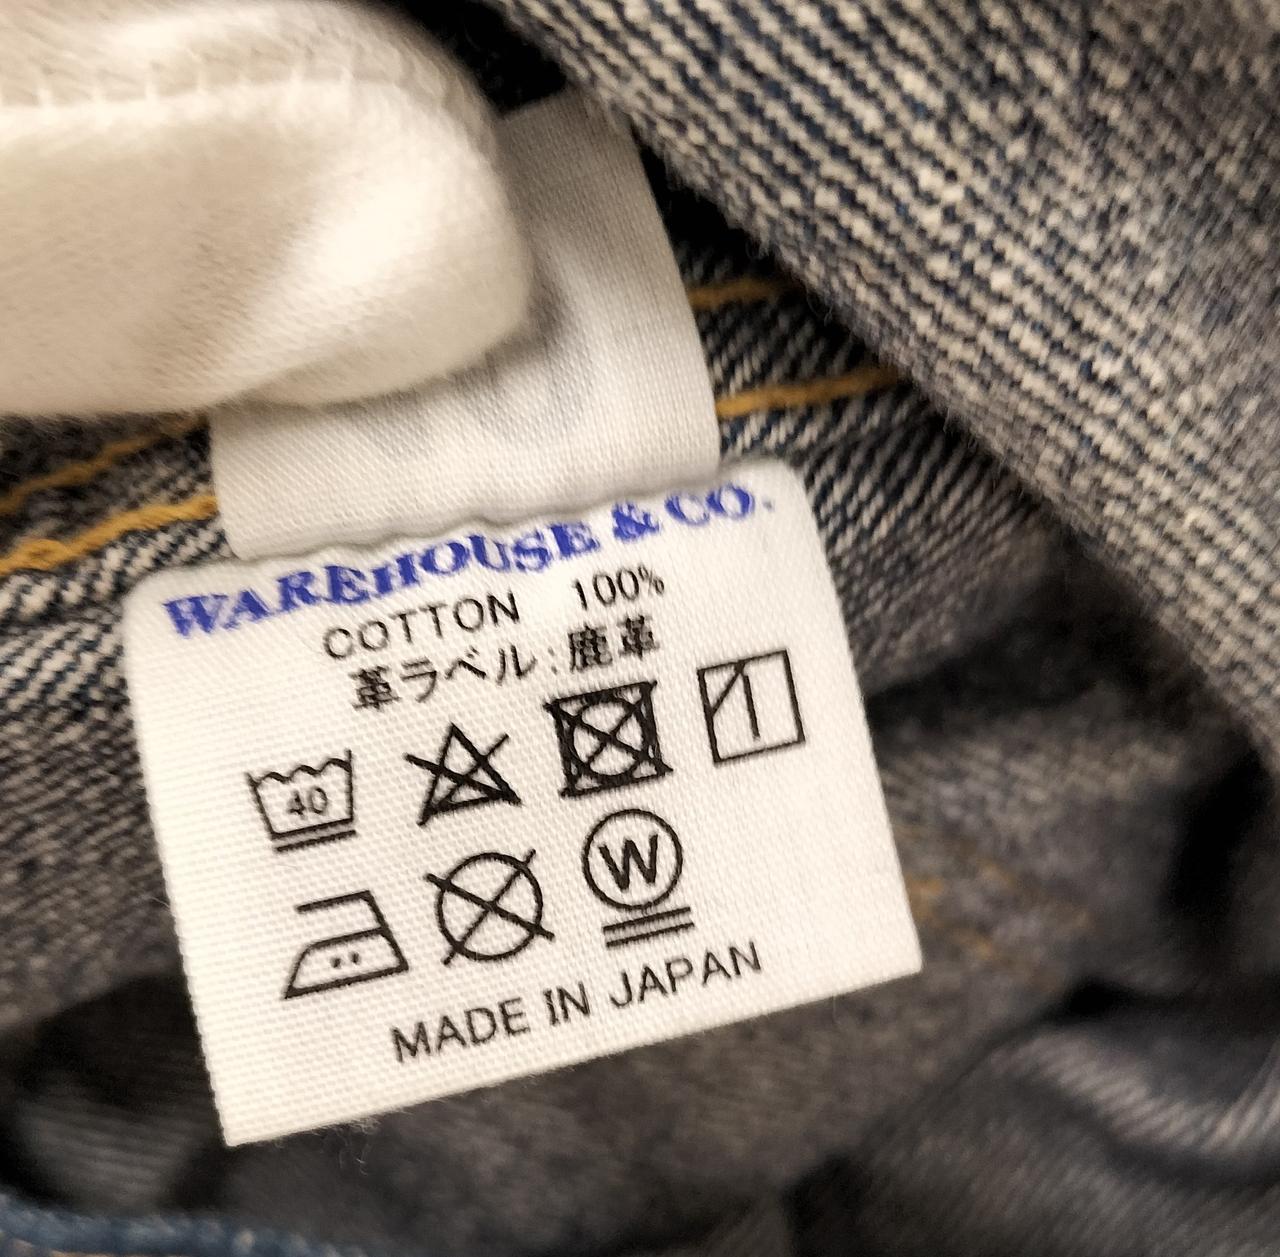 WAREHOUSE & CO.
COTTON 100%
革ラベル:鹿革
40
W
MADE IN JAPAN